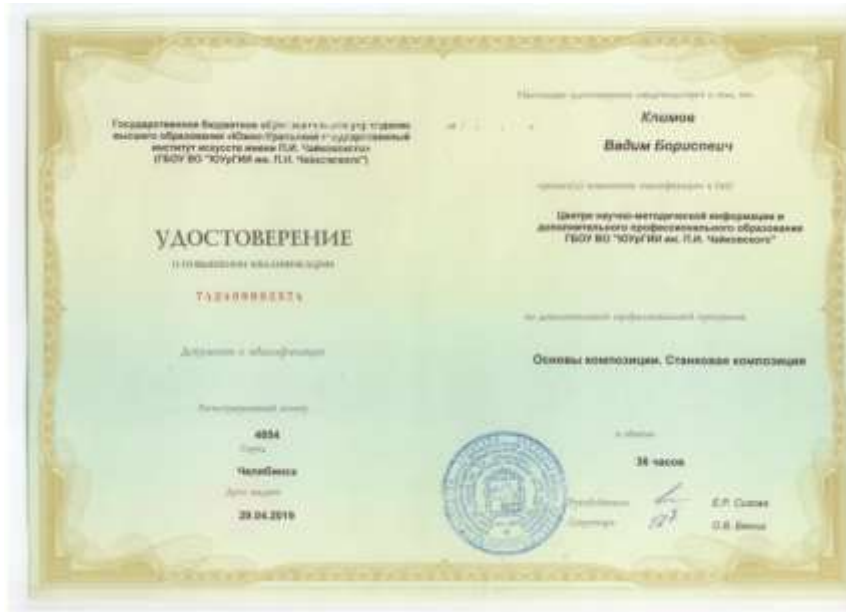 Государственное бюджетное образовательное учреждение
высшего образования «Южно-Уральский государственный
институт искусств имени П.И. Чайковского»
(ГБОУ ВО "ЮУрГИИ им. П.И. Чайковского")
УДОСТОВЕРЕНИЕ
о повышении квалификации
Документ о квалификации
Регистрационный номер
4854
Город
Челябинск
Дата выдачи
29.04.2019
Настоящее удостоверение свидетельствует о том, что
Климов
Вадим Борисович
прошел(а) повышение квалификации в (на)
Центре научно-методической информации и
дополнительного профессионального образования
ГБОУ ВО "ЮУрГИИ им. П.И. Чайковского"
по дополнительной профессиональной программе
Основы композиции. Станковая композиция
в объёме
36 часов
Руководитель
Секретарь